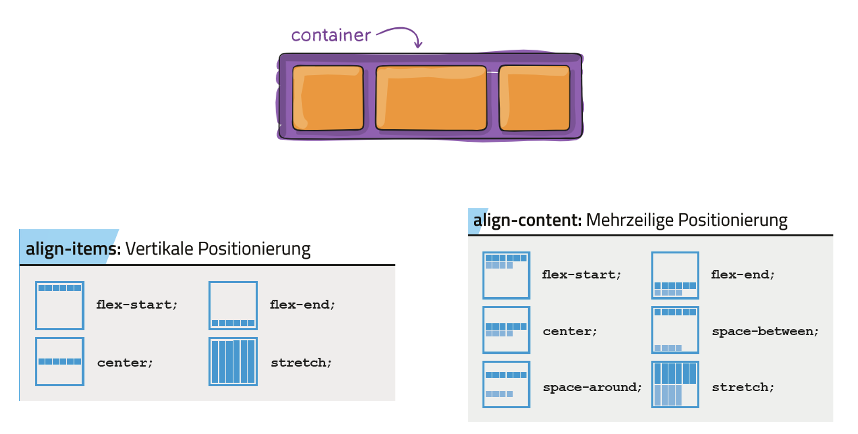 container
align-items: Vertikale Positionierung
flex-start;
flex-end;
center;
stretch;
align-content: Mehrzeilige Positionierung
flex-start;
flex-end;
center;
space-between;
space-around;
stretch;